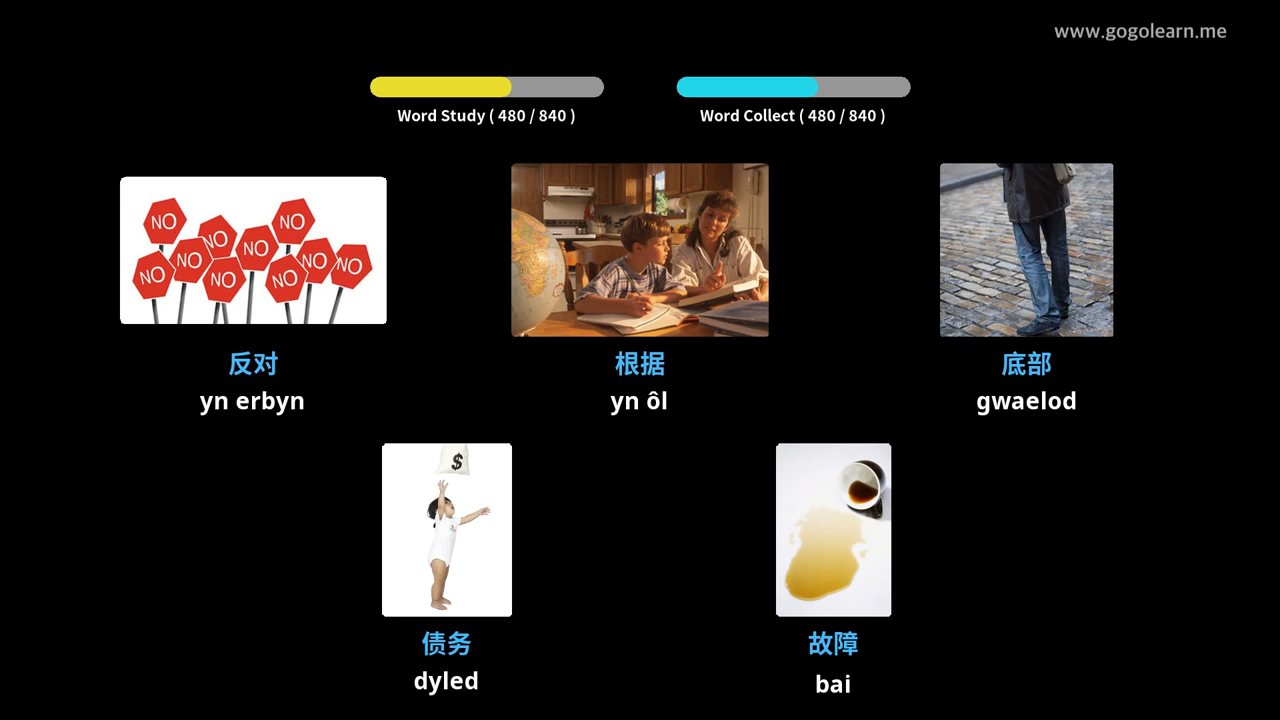 www.gogolearn.me
Word Study ( 480 / 840 )
Word Collect ( 480 / 840 )
NO
NO
NO
NO
NO
NO
NO
NO
NO
NO
反对
yn erbyn
根据
yn ôl
底部
gwaelod
$
债务
dyled
故障
bai